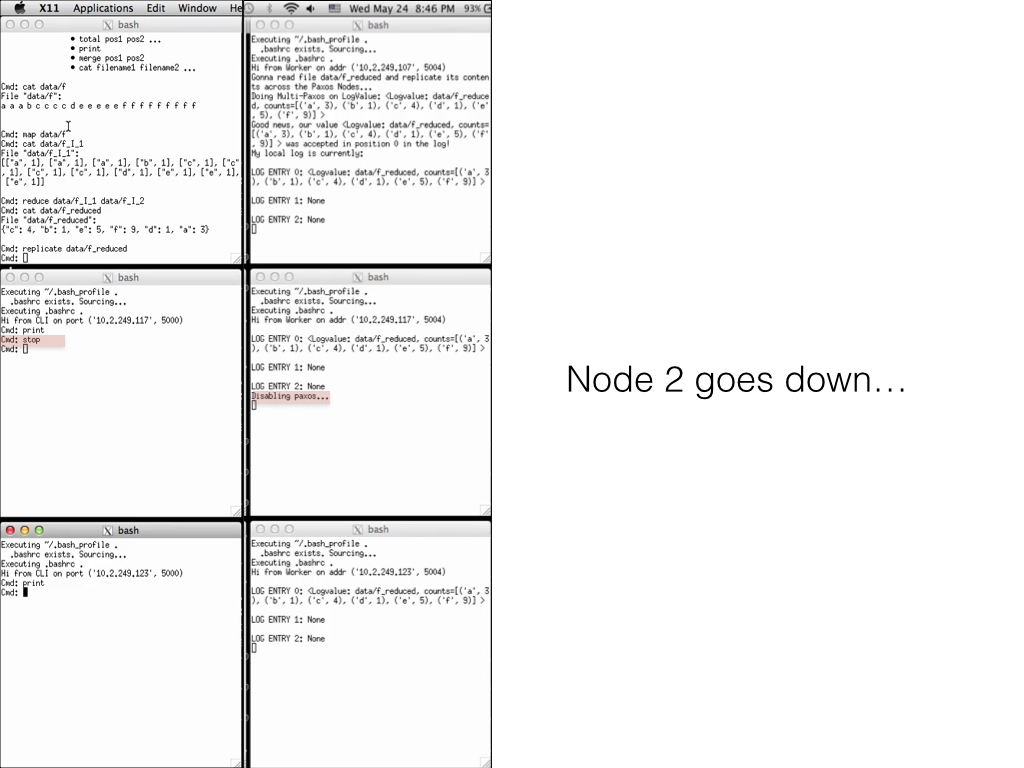 X11 Applications Edit Window He
Wed May 24 8:46 PM 93%
bash
• total pos1 pos2 ...
• print
• merge pos1 pos2
• cat filename1 filename2 ...
Cmd: cat data/f
File "data/f":
a a a b c c c c d e e e e e f f f f f f f f f
Cmd: map data/f
Cmd: cat data/f_I_1
File "data/f_I_1":
[["a", 1], ["a", 1], ["a", 1], ["b", 1], ["c", 1], ["c"
, 1], ["c", 1], ["c", 1], ["d", 1], ["e", 1], ["e", 1],
["e", 1]]
Cmd: reduce data/f_I_1 data/f_I_2
Cmd: cat data/f_reduced
File "data/f_reduced":
{"c": 4, "b": 1, "e": 5, "f": 9, "d": 1, "a": 3}
Cmd: replicate data/f_reduced
Cmd:
bash
Executing ~/.bash_profile .
.bashrc exists. Sourcing...
Executing .bashrc .
Hi from Worker on addr ('10.2.249.107', 5004)
Gonna read file data/f_reduced and replicate its conten
ts across the Paxos Nodes...
Doing Multi-Paxos on LogValue: <Logvalue: data/f_reduce
d, counts=[('a', 3), ('b', 1), ('c', 4), ('d', 1), ('e'
, 5), ('f', 9)] >
Good news, our value <Logvalue: data/f_reduced, counts=
[('a', 3), ('b', 1), ('c', 4), ('d', 1), ('e', 5), ('f'
, 9)] > was accepted in position 0 in the log!
My local log is currently:
LOG ENTRY 0: <Logvalue: data/f_reduced, counts=[('a', 3
), ('b', 1), ('c', 4), ('d', 1), ('e', 5), ('f', 9)] >
LOG ENTRY 1: None
LOG ENTRY 2: None
bash
Executing ~/.bash_profile .
.bashrc exists. Sourcing...
Executing .bashrc .
Hi from CLI on port ('10.2.249.117', 5000)
Cmd: print
Cmd: stop
Cmd:
bash
Executing ~/.bash_profile .
.bashrc exists. Sourcing...
Executing .bashrc .
Hi from Worker on addr ('10.2.249.117', 5004)
LOG ENTRY 0: <Logvalue: data/f_reduced, counts=[('a', 3
), ('b', 1), ('c', 4), ('d', 1), ('e', 5), ('f', 9)] >
LOG ENTRY 1: None
LOG ENTRY 2: None
Disabling paxos...
bash
Executing ~/.bash_profile .
.bashrc exists. Sourcing...
Executing .bashrc .
Hi from CLI on port ('10.2.249.123', 5000)
Cmd: print
Cmd:
bash
Executing ~/.bash_profile .
.bashrc exists. Sourcing...
Executing .bashrc .
Hi from Worker on addr ('10.2.249.123', 5004)
LOG ENTRY 0: <Logvalue: data/f_reduced, counts=[('a', 3
), ('b', 1), ('c', 4), ('d', 1), ('e', 5), ('f', 9)] >
LOG ENTRY 1: None
LOG ENTRY 2: None
Node 2 goes down…